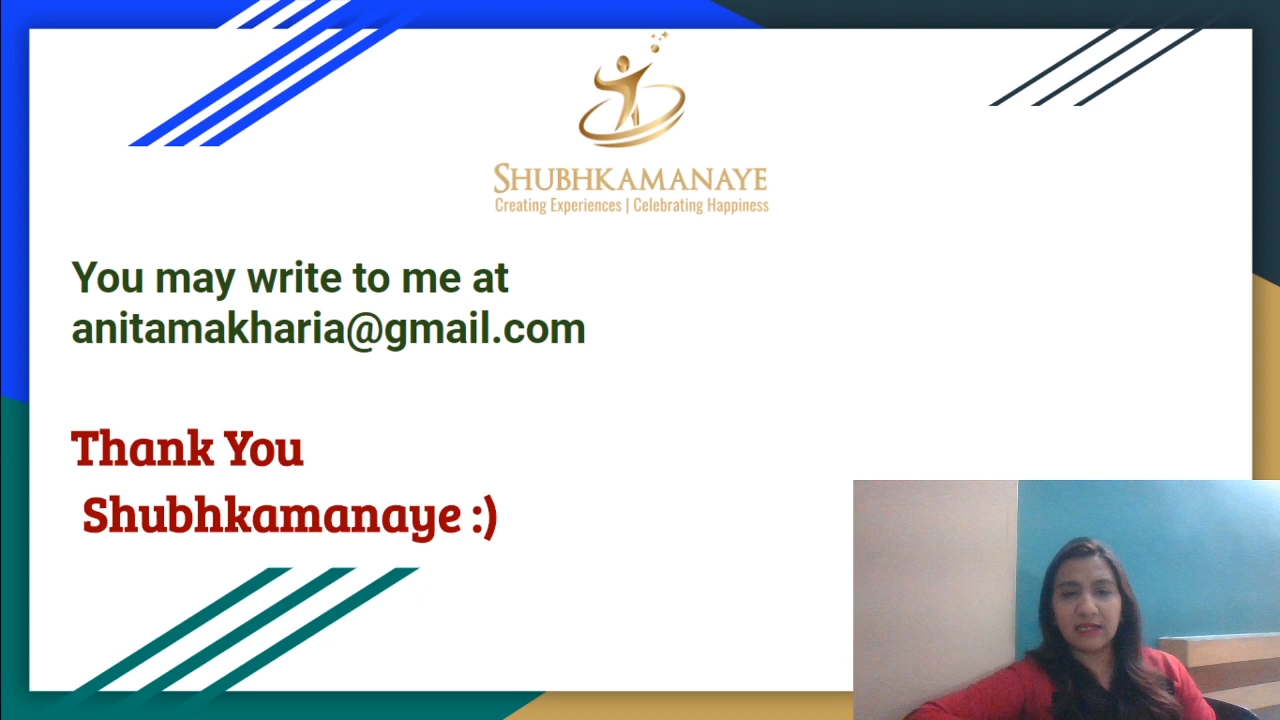 SHUBHKAMANAYE
Creating Experiences | Celebrating Happiness
You may write to me at
anitamakharia@gmail.com
Thank You
Shubhkamanaye :)